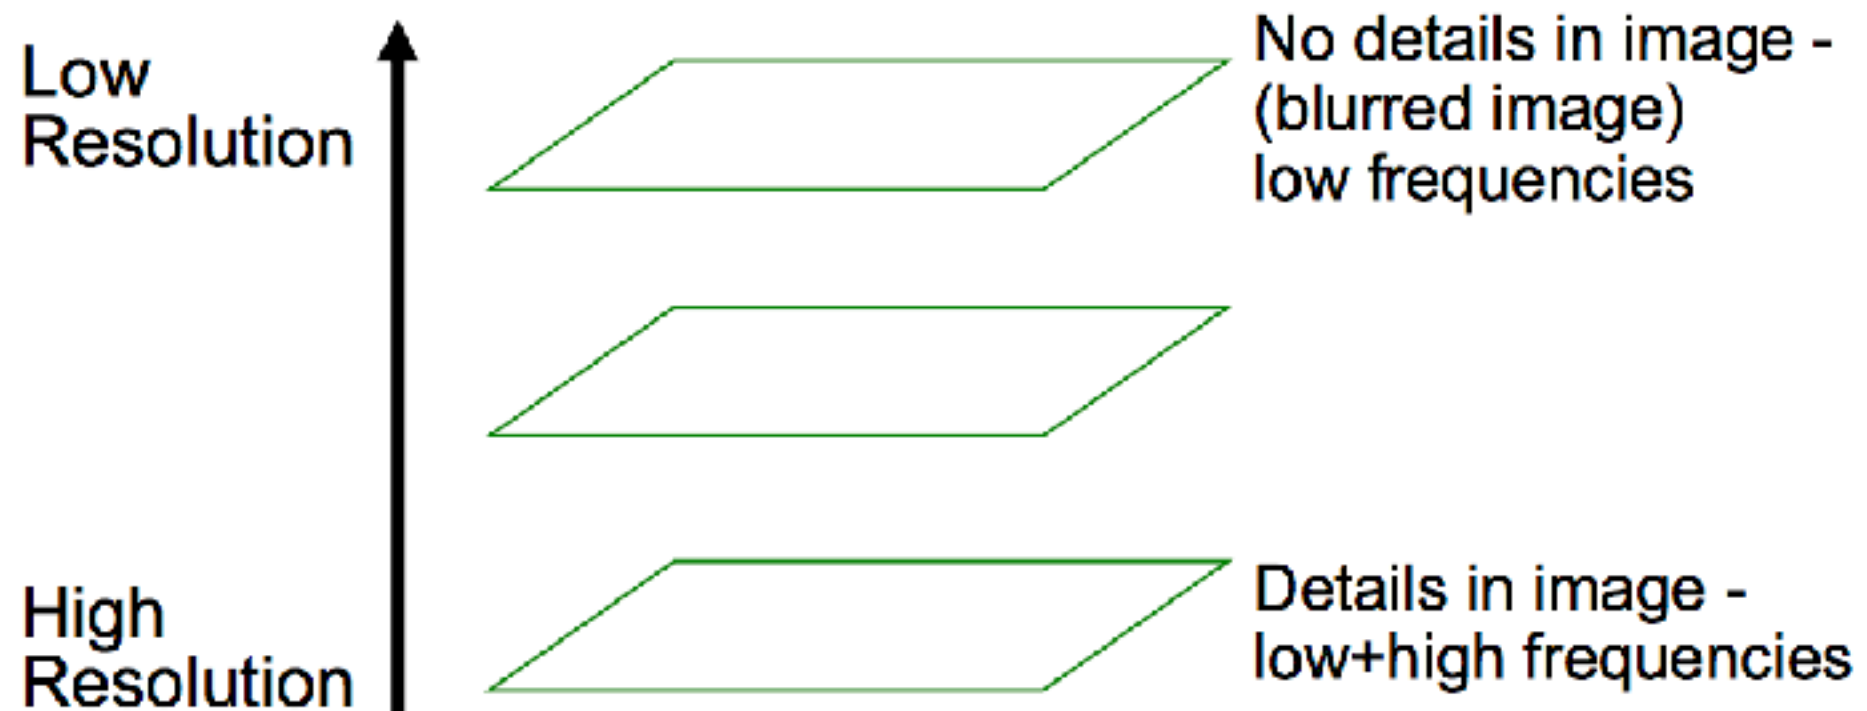 Low
Resolution
No details in image -
(blurred image)
low frequencies
High
Resolution
Details in image -
low+high frequencies